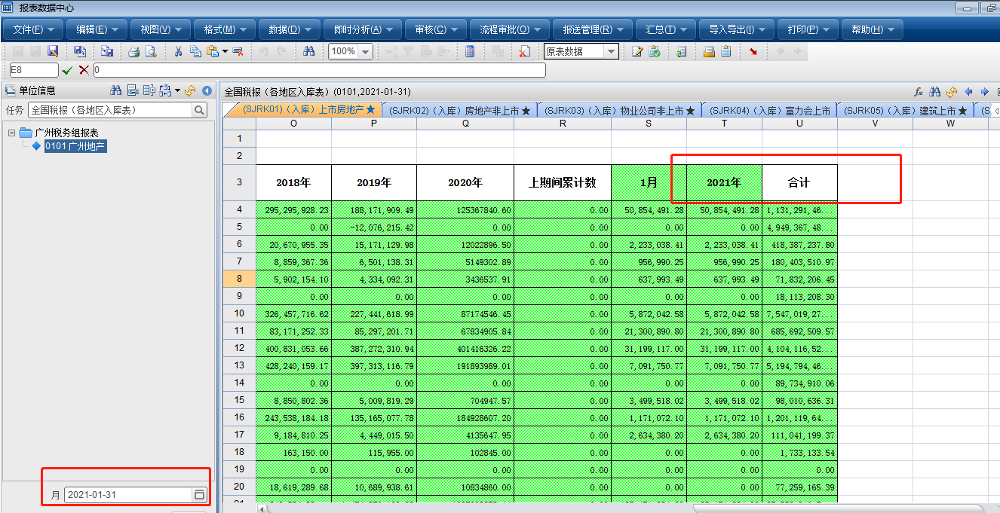 报表数据中心
文件(F) 编辑(E) 视图(V) 格式(M) 数据(D) 即时分析(A) 审核(C) 流程审批(O) 报送管理(R) 汇总(T) 导入导出(I) 打印(P) 帮助(H)
100% 原表数据
E8 0
单位信息
任务 全国税报（各地区入库表）
广州税务组报表
0101 广州地产
月 2021-01-31
全国税报（各地区入库表）(0101,2021-01-31)
(SJRK01)（入库）上市房地产★ (SJRK02)（入库）房地产非上市★ (SJRK03)（入库）物业公司非上市★ (SJRK04)（入库）富力会上市 (SJRK05)（入库）建筑上市★ (S
O P Q R S T U V W
1
2
3 2018年 2019年 2020年 上期间累计数 1月 2021年 合计
4 295,295,928.23 188,171,909.49 125367840.60 0.00 50,854,491.28 50,854,491.28 1,131,291,46...
5 0.00 -12,076,215.42 0.00 0.00 0.00 0.00 4,949,367,48...
6 20,670,955.35 15,171,129.98 12022896.50 0.00 2,233,038.41 2,233,038.41 418,387,237.80
7 8,859,367.36 6,501,138.31 5149302.89 0.00 956,990.25 956,990.25 180,403,510.97
8 5,902,154.10 4,334,092.31 3436537.91 0.00 637,993.49 637,993.49 71,832,206.45
9 0.00 0.00 0.00 0.00 0.00 0.00 18,113,208.30
10 326,457,716.62 227,441,618.99 87174546.45 0.00 5,872,042.58 5,872,042.58 7,547,019,27...
11 83,171,252.33 85,297,201.71 67834905.84 0.00 21,300,890.80 21,300,890.80 685,692,509.57
12 400,831,053.66 387,272,310.94 401416326.22 0.00 31,199,117.00 31,199,117.00 4,104,116,52...
13 428,240,159.17 397,313,116.79 191893989.01 0.00 7,091,750.77 7,091,750.77 5,194,794,46...
14 0.00 0.00 0.00 0.00 0.00 0.00 89,734,910.06
15 8,850,802.36 5,009,819.29 704947.57 0.00 3,499,518.02 3,499,518.02 98,010,636.31
16 243,538,184.18 135,165,077.78 184928607.20 0.00 1,171,072.10 1,171,072.10 1,201,119,64...
17 9,184,810.25 4,449,015.50 4135647.95 0.00 2,634,380.20 2,634,380.20 111,041,199.37
18 163,150.00 115,955.00 102845.00 0.00 0.00 0.00 1,733,133.54
19 0.00 0.00 0.00 0.00 0.00 0.00 0.00
20 18,619,289.68 10,689,938.61 10834860.00 0.00 0.00 0.00 77,259,165.39